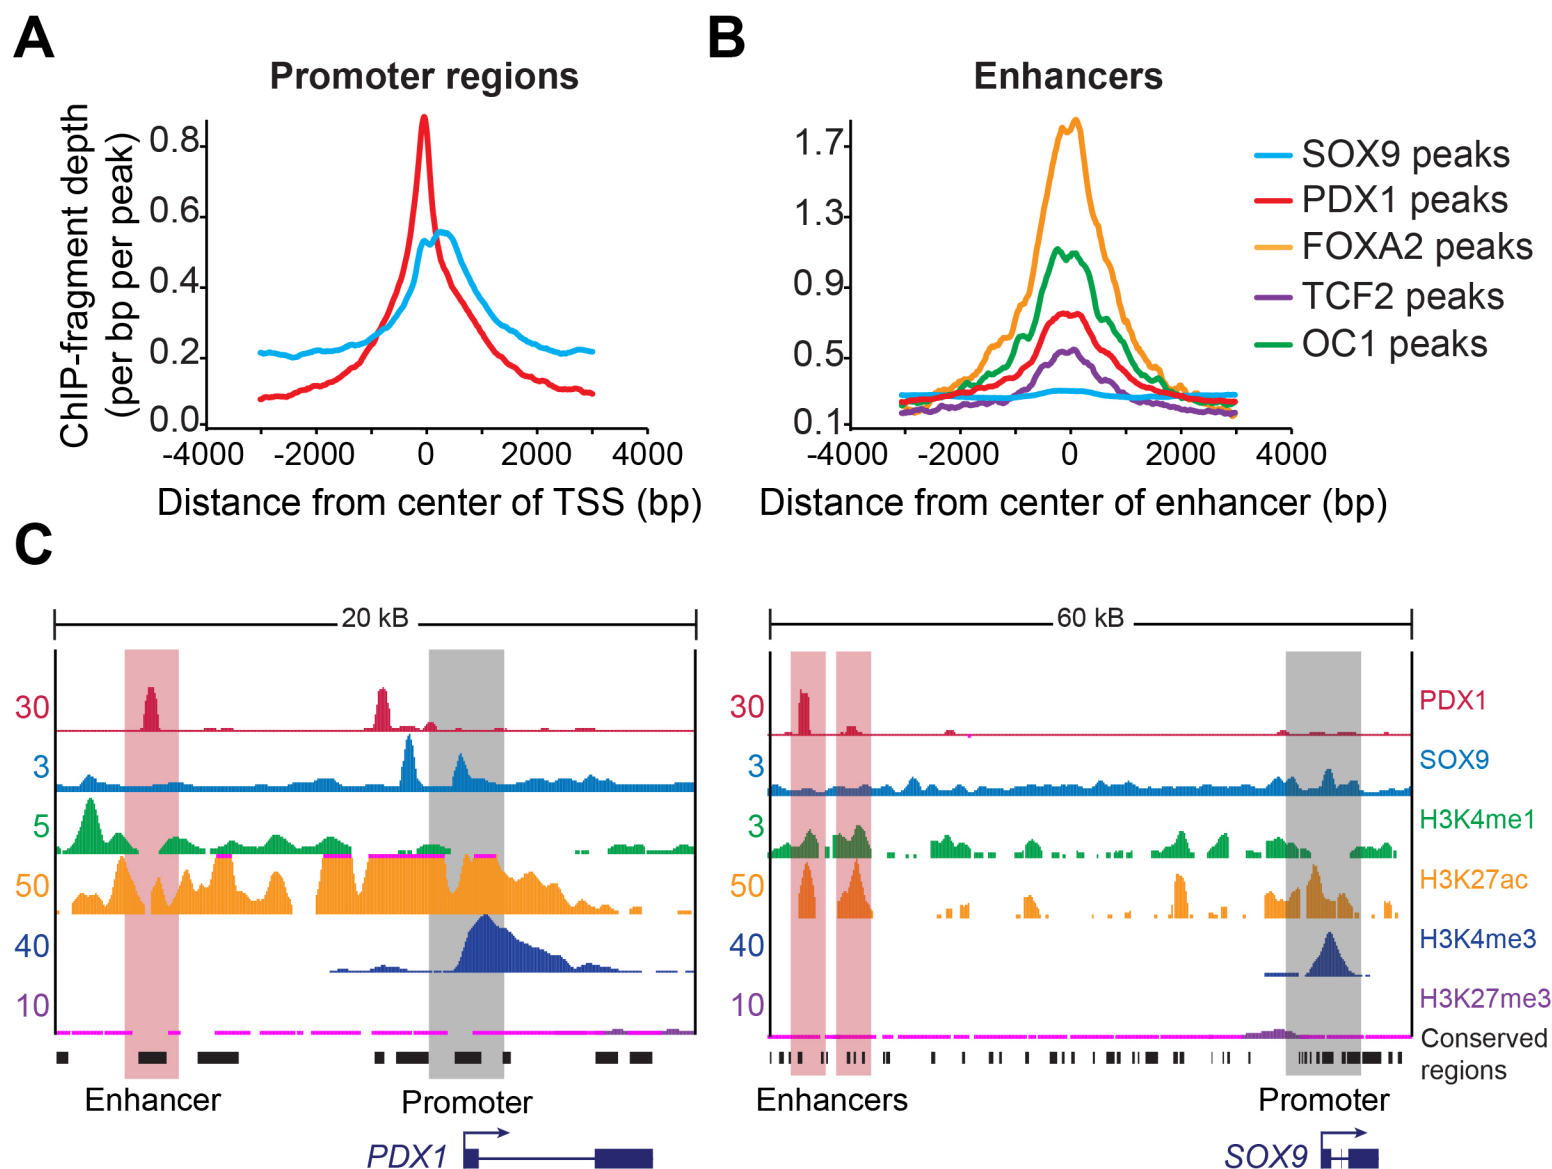 A
Promoter regions
ChIP-fragment depth
(per bp per peak)
0.8
0.6
0.4
0.2
0.0
-4000 -2000 0 2000 4000
Distance from center of TSS (bp)
B
Enhancers
1.7
1.3
0.9
0.5
0.1
-4000 -2000 0 2000 4000
Distance from center of enhancer (bp)
SOX9 peaks
PDX1 peaks
FOXA2 peaks
TCF2 peaks
OC1 peaks
C
20 kB
30
3
5
50
40
10
Enhancer
Promoter
PDX1
60 kB
30
3
3
50
40
10
PDX1
SOX9
H3K4me1
H3K27ac
H3K4me3
H3K27me3
Conserved
regions
Enhancers
Promoter
SOX9